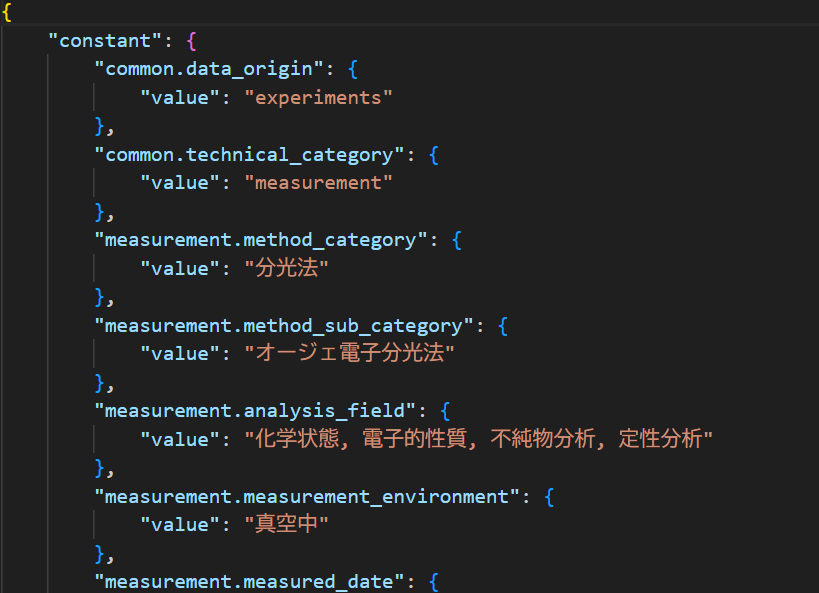 {
    "constant": {
        "common.data_origin": {
            "value": "experiments"
        },
        "common.technical_category": {
            "value": "measurement"
        },
        "measurement.method_category": {
            "value": "分光法"
        },
        "measurement.method_sub_category": {
            "value": "オージェ電子分光法"
        },
        "measurement.analysis_field": {
            "value": "化学状態, 電子的性質, 不純物分析, 定性分析"
        },
        "measurement.measurement_environment": {
            "value": "真空中"
        },
        "measurement.measured_date": {